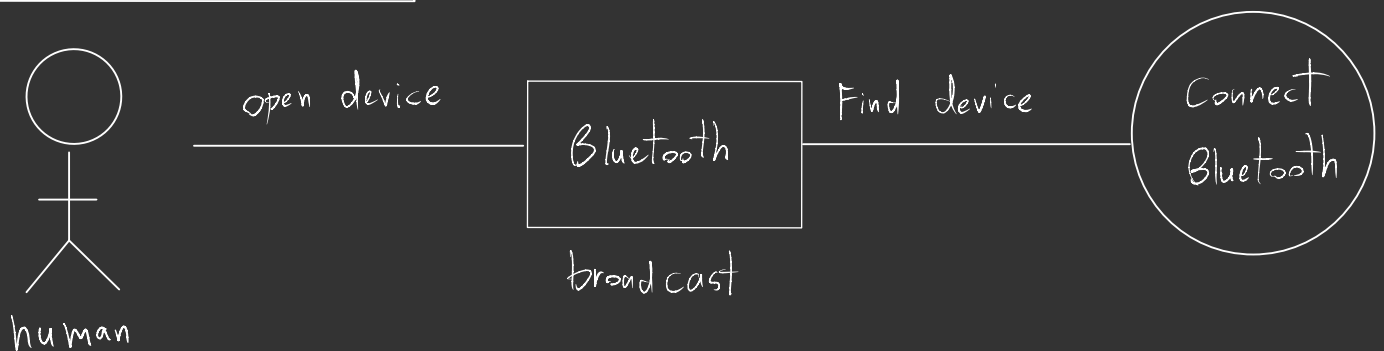 open device
Bluetooth
Find device
Connect
Bluetooth
broadcast
human